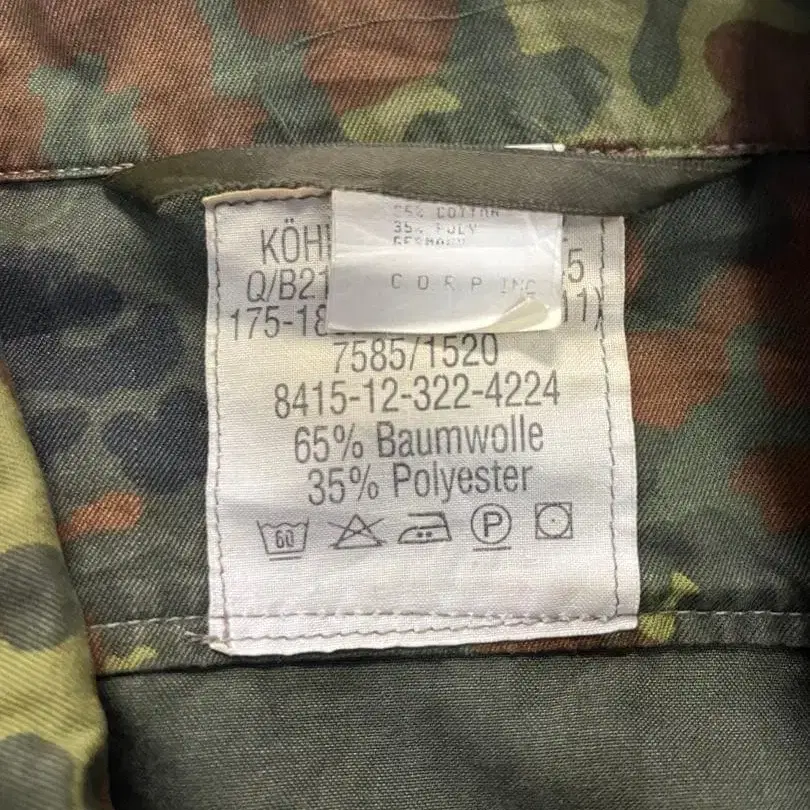 65% COTTON
35% POLY
GERMANY
CORP INC
KÖH 5
Q/B21
175-18 11)
7585/1520
8415-12-322-4224
65% Baumwolle
35% Polyester
60 P